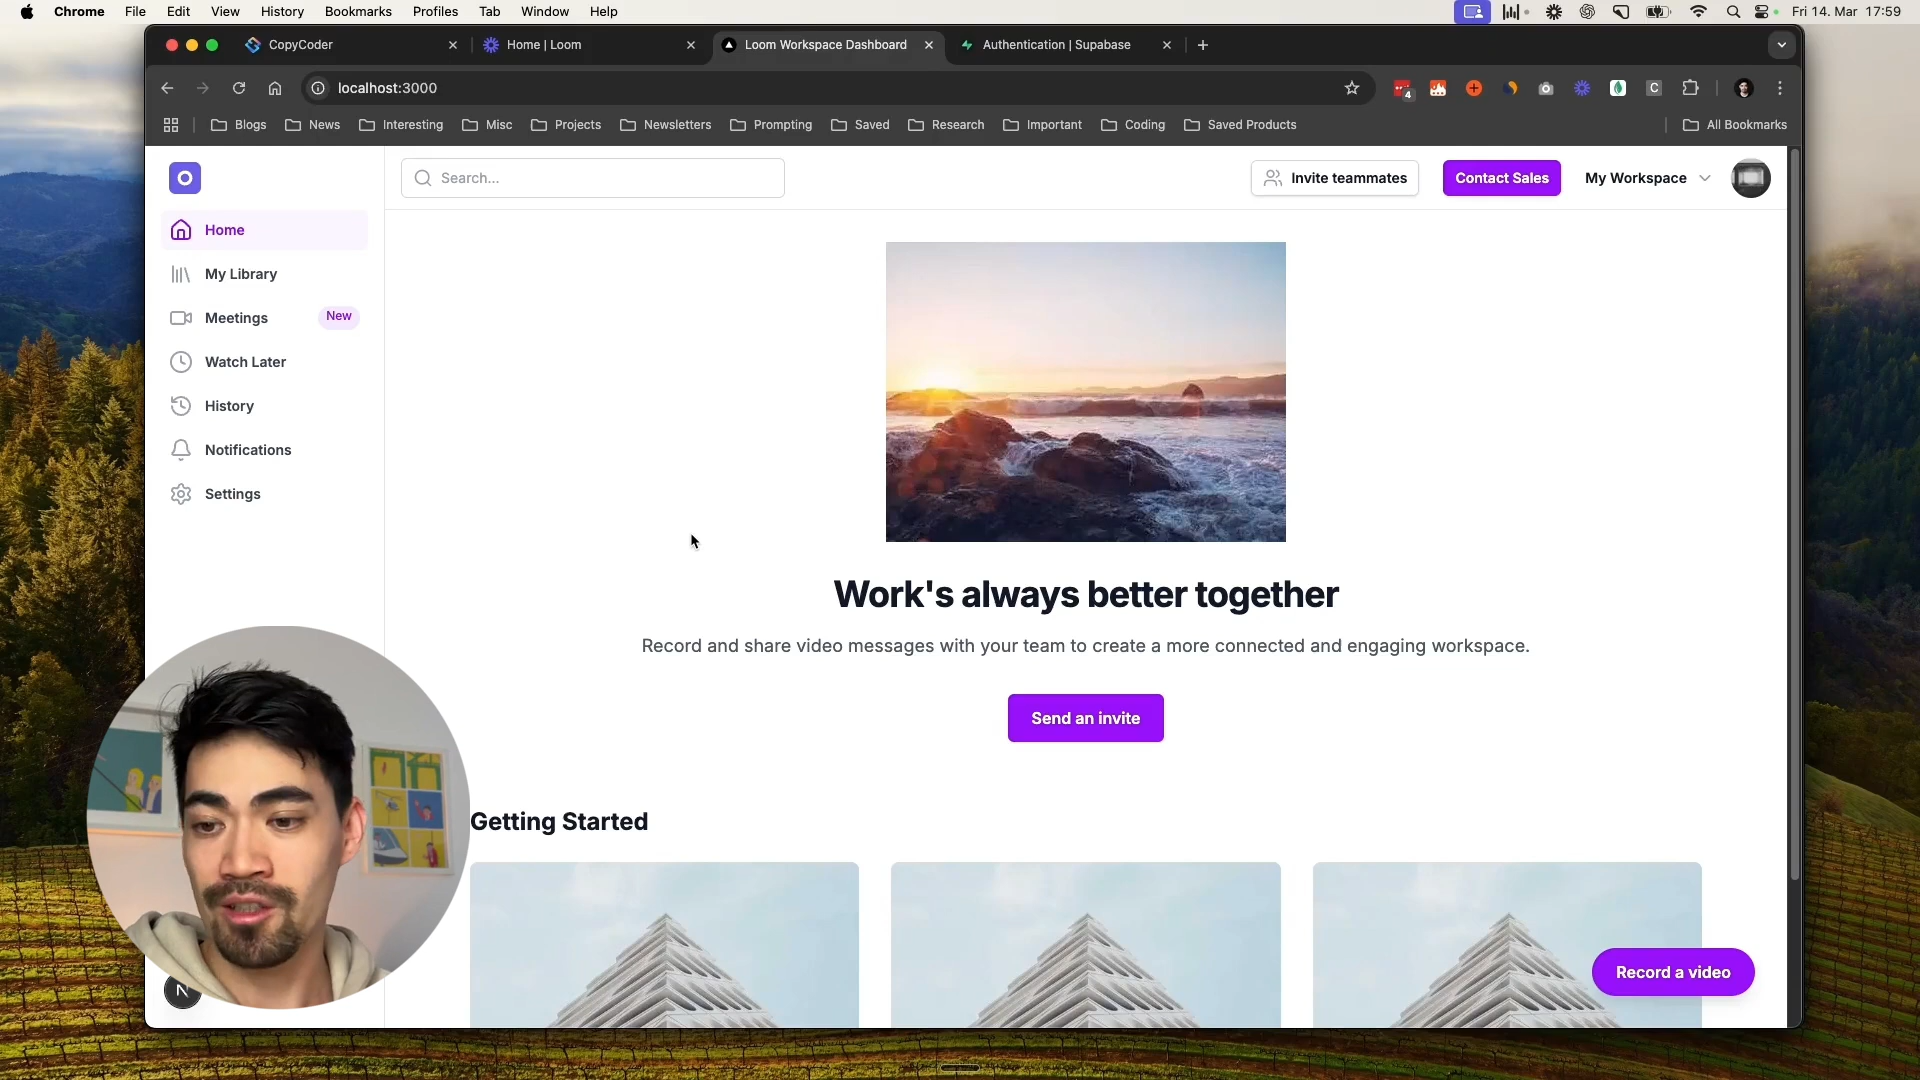 Chrome File Edit View History Bookmarks Profiles Tab Window Help Fri 14. Mar 17:59
CopyCoder Home | Loom Loom Workspace Dashboard Authentication | Supabase
localhost:3000 4 C
Blogs News Interesting Misc Projects Newsletters Prompting Saved Research Important Coding Saved Products All Bookmarks
Search... Invite teammates Contact Sales My Workspace
Home
My Library
Meetings New
Watch Later
History
Notifications
Settings
Work's always better together
Record and share video messages with your team to create a more connected and engaging workspace.
Send an invite
Getting Started
Record a video
N